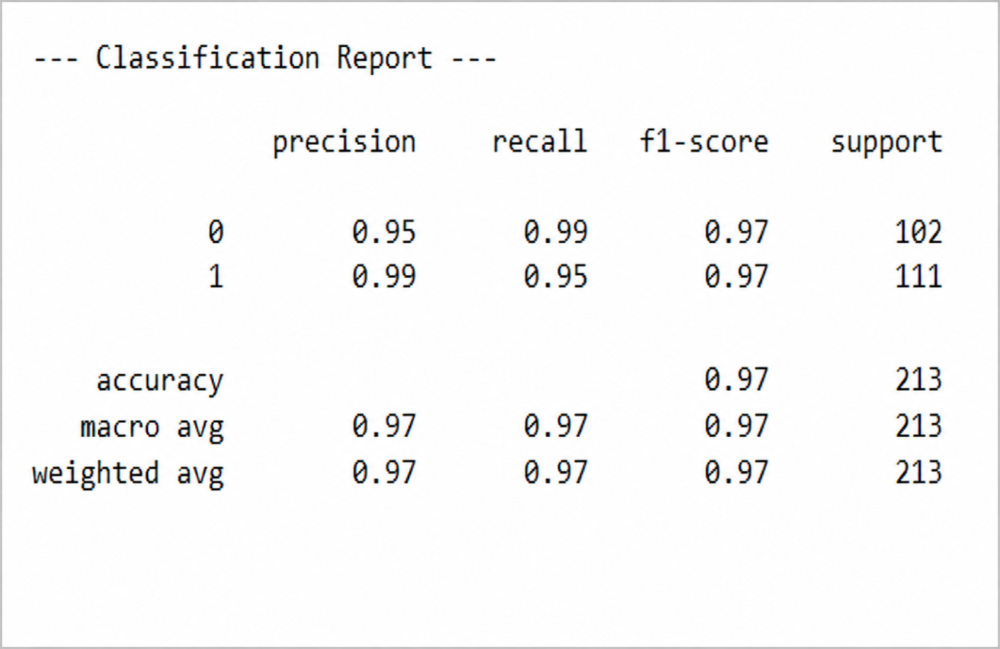 --- Classification Report ---
precision recall f1-score support
0 0.95 0.99 0.97 102
1 0.99 0.95 0.97 111
accuracy 0.97 213
macro avg 0.97 0.97 0.97 213
weighted avg 0.97 0.97 0.97 213